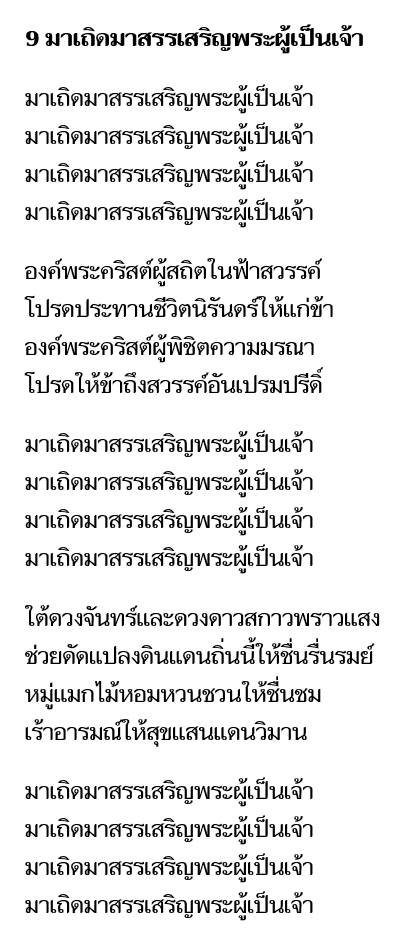 9 มาเถิดมาสรรเสริญพระผู้เป็นเจ้า
มาเถิดมาสรรเสริญพระผู้เป็นเจ้า
มาเถิดมาสรรเสริญพระผู้เป็นเจ้า
มาเถิดมาสรรเสริญพระผู้เป็นเจ้า
มาเถิดมาสรรเสริญพระผู้เป็นเจ้า
องค์พระคริสต์ผู้สถิตในฟ้าสวรรค์
โปรดประทานชีวิตนิรันดร์ให้แก่ข้า
องค์พระคริสต์ผู้พิชิตความมรณา
โปรดให้ข้าถึงสวรรค์อันเปรมปรีดิ์
มาเถิดมาสรรเสริญพระผู้เป็นเจ้า
มาเถิดมาสรรเสริญพระผู้เป็นเจ้า
มาเถิดมาสรรเสริญพระผู้เป็นเจ้า
มาเถิดมาสรรเสริญพระผู้เป็นเจ้า
ใต้ดวงจันทร์และดวงดาวสกาวพราวแสง
ช่วยดัดแปลงดินแดนถิ่นนี้ให้ชื่นรื่นรมย์
หมู่แมกไม้หอมหวนชวนให้ชื่นชม
เร้าอารมณ์ให้สุขแสนแดนวิมาน
มาเถิดมาสรรเสริญพระผู้เป็นเจ้า
มาเถิดมาสรรเสริญพระผู้เป็นเจ้า
มาเถิดมาสรรเสริญพระผู้เป็นเจ้า
มาเถิดมาสรรเสริญพระผู้เป็นเจ้า